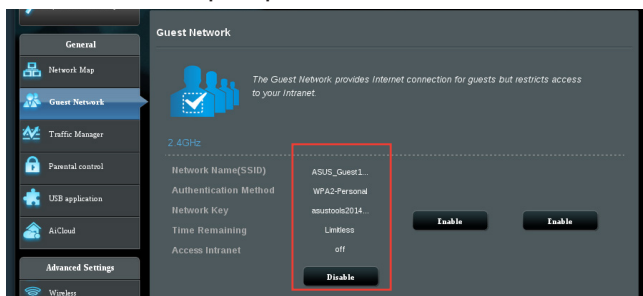 General
Network Map
Guest Network
Traffic Manager
Parental control
USB application
AiCloud
Advanced Settings
Wireless
Guest Network
The Guest Network provides Internet connection for guests but restricts access
to your Intranet.
2.4GHz
Network Name(SSID) ASUS_Guest1...
Authentication Method WPA2-Personal
Network Key asustools2014...
Time Remaining Limitless
Access Intranet off
Enable Enable
Disable